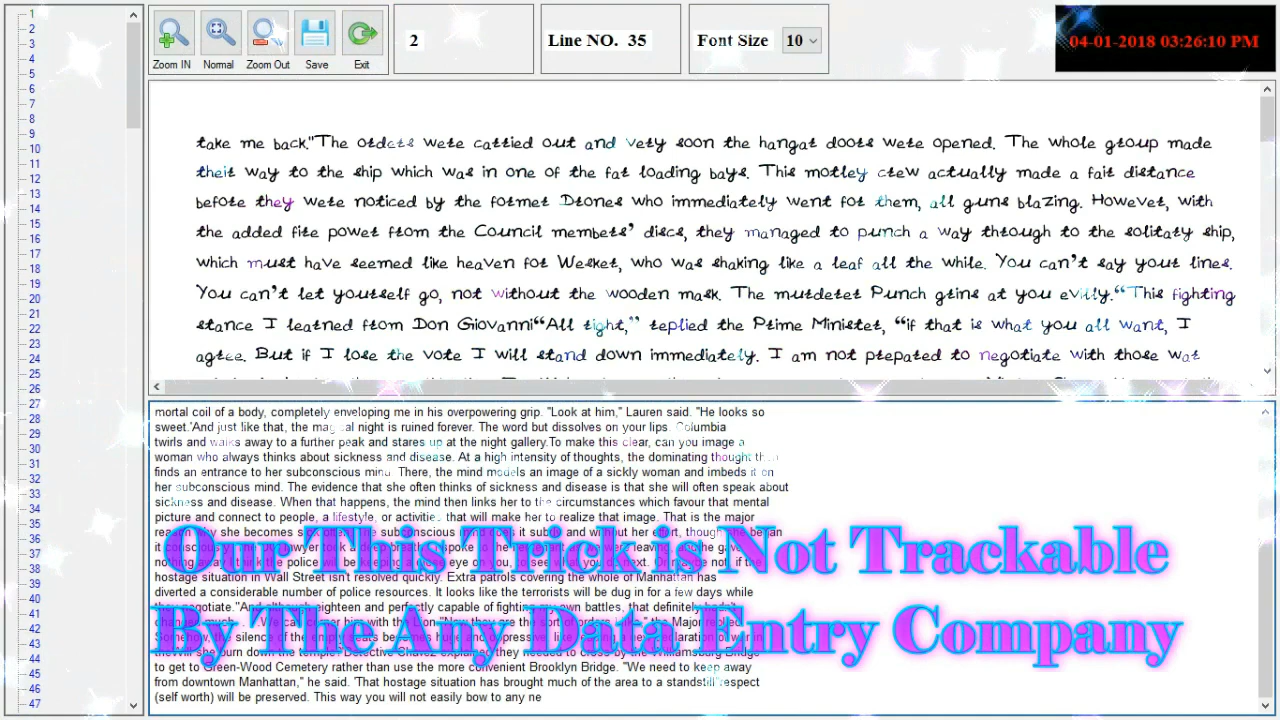 Zoom IN
Normal
Zoom Out
Save
Exit
2
Line NO. 35
Font Size 10
04-01-2018 03:26:10 PM
1
2
3
4
5
6
7
8
9
10
11
12
13
14
15
16
17
18
19
20
21
22
23
24
25
26
27
28
29
30
31
32
33
34
35
36
37
38
39
40
41
42
43
44
45
46
47
take me back."The orders were carried out and very soon the hangar doors were opened. The whole group made
their way to the ship which was in one of the far loading bays. This motley crew actually made a fair distance
before they were noticed by the former Drones who immediately went for them, all guns blazing. However, with
the added fire power from the Council members' discs, they managed to punch a way through to the solitary ship,
which must have seemed like heaven for Wesker, who was shaking like a leaf all the while. You can't say your lines.
You can't let yourself go, not without the wooden mask. The murderer Punch grins at you evilly."This fighting
stance I learned from Don Giovanni"All right," replied the Prime Minister, "if that is what you all want, I
agree. But if I lose the vote I will stand down immediately. I am not prepared to negotiate with those war
mortal coil of a body, completely enveloping me in his overpowering grip. "Look at him," Lauren said. "He looks so
sweet.'And just like that, the magical night is ruined forever. The word but dissolves on your lips. Columbia
twirls and walks away to a further peak and stares up at the night gallery.To make this clear, can you image a
woman who always thinks about sickness and disease. At a high intensity of thoughts, the dominating thought then
finds an entrance to her subconscious mind. There, the mind models an image of a sickly woman and imbeds it on
her subconscious mind. The evidence that she often thinks of sickness and disease is that she will often speak about
sickness and disease. When that happens, the mind then links her to the circumstances which favour that mental
picture and connect to people, a lifestyle, or activities that will make her to realize that image. That is the major
Our This Trick is Not Trackable
hostage situation in Wall Street isn't resolved quickly. Extra patrols covering the whole of Manhattan has
diverted a considerable number of police resources. It looks like the terrorists will be dug in for a few days while
they negotiate."And although eighteen and perfectly capable of fighting my own battles, that definitely hadn't
By The Any Data Entry Company
to get to Green-Wood Cemetery rather than use the more convenient Brooklyn Bridge. "We need to keep away
from downtown Manhattan," he said. 'That hostage situation has brought much of the area to a standstill"respect
(self worth) will be preserved. This way you will not easily bow to any ne